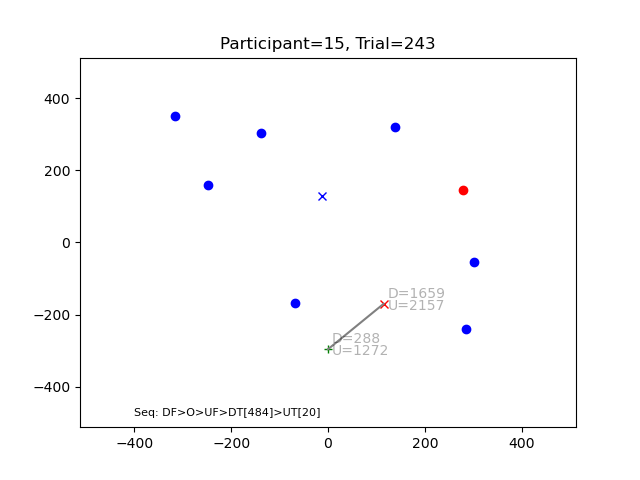 Participant=15, Trial=243
400
200
0
−200
−400
D=1659
U=2157
D=288
U=1272
Seq: DF>O>UF>DT[484]>UT[20]
−400 −200 0 200 400